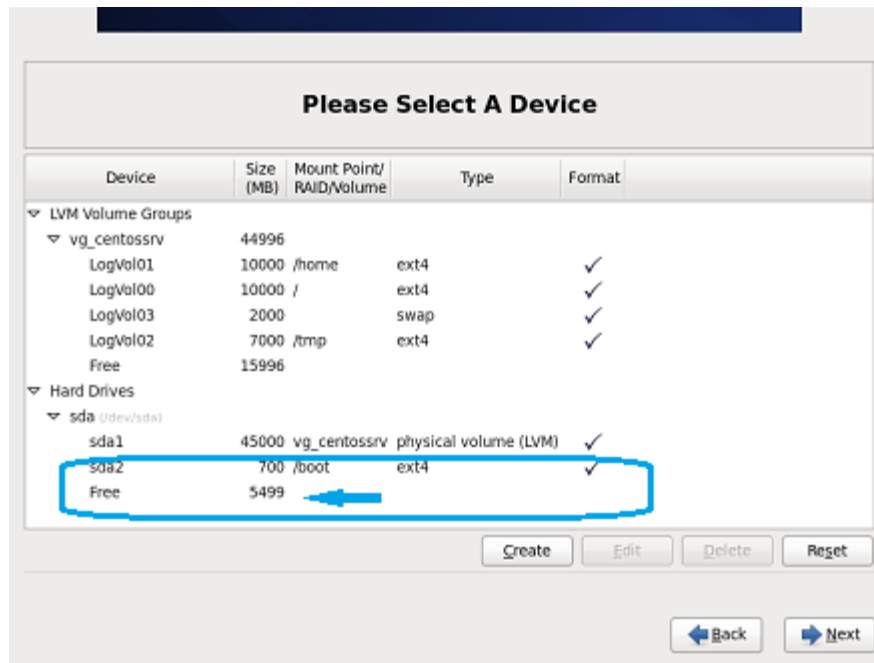 Please Select A Device
Device Size (MB) Mount Point/ RAID/Volume Type Format
LVM Volume Groups
vg_centossrv 44996
LogVol01 10000 /home ext4
LogVol00 10000 / ext4
LogVol03 2000 swap
LogVol02 7000 /tmp ext4
Free 15996
Hard Drives
sda (/dev/sda)
sda1 45000 vg_centossrv physical volume (LVM)
sda2 700 /boot ext4
Free 5499
Create Edit Delete Reset
Back Next